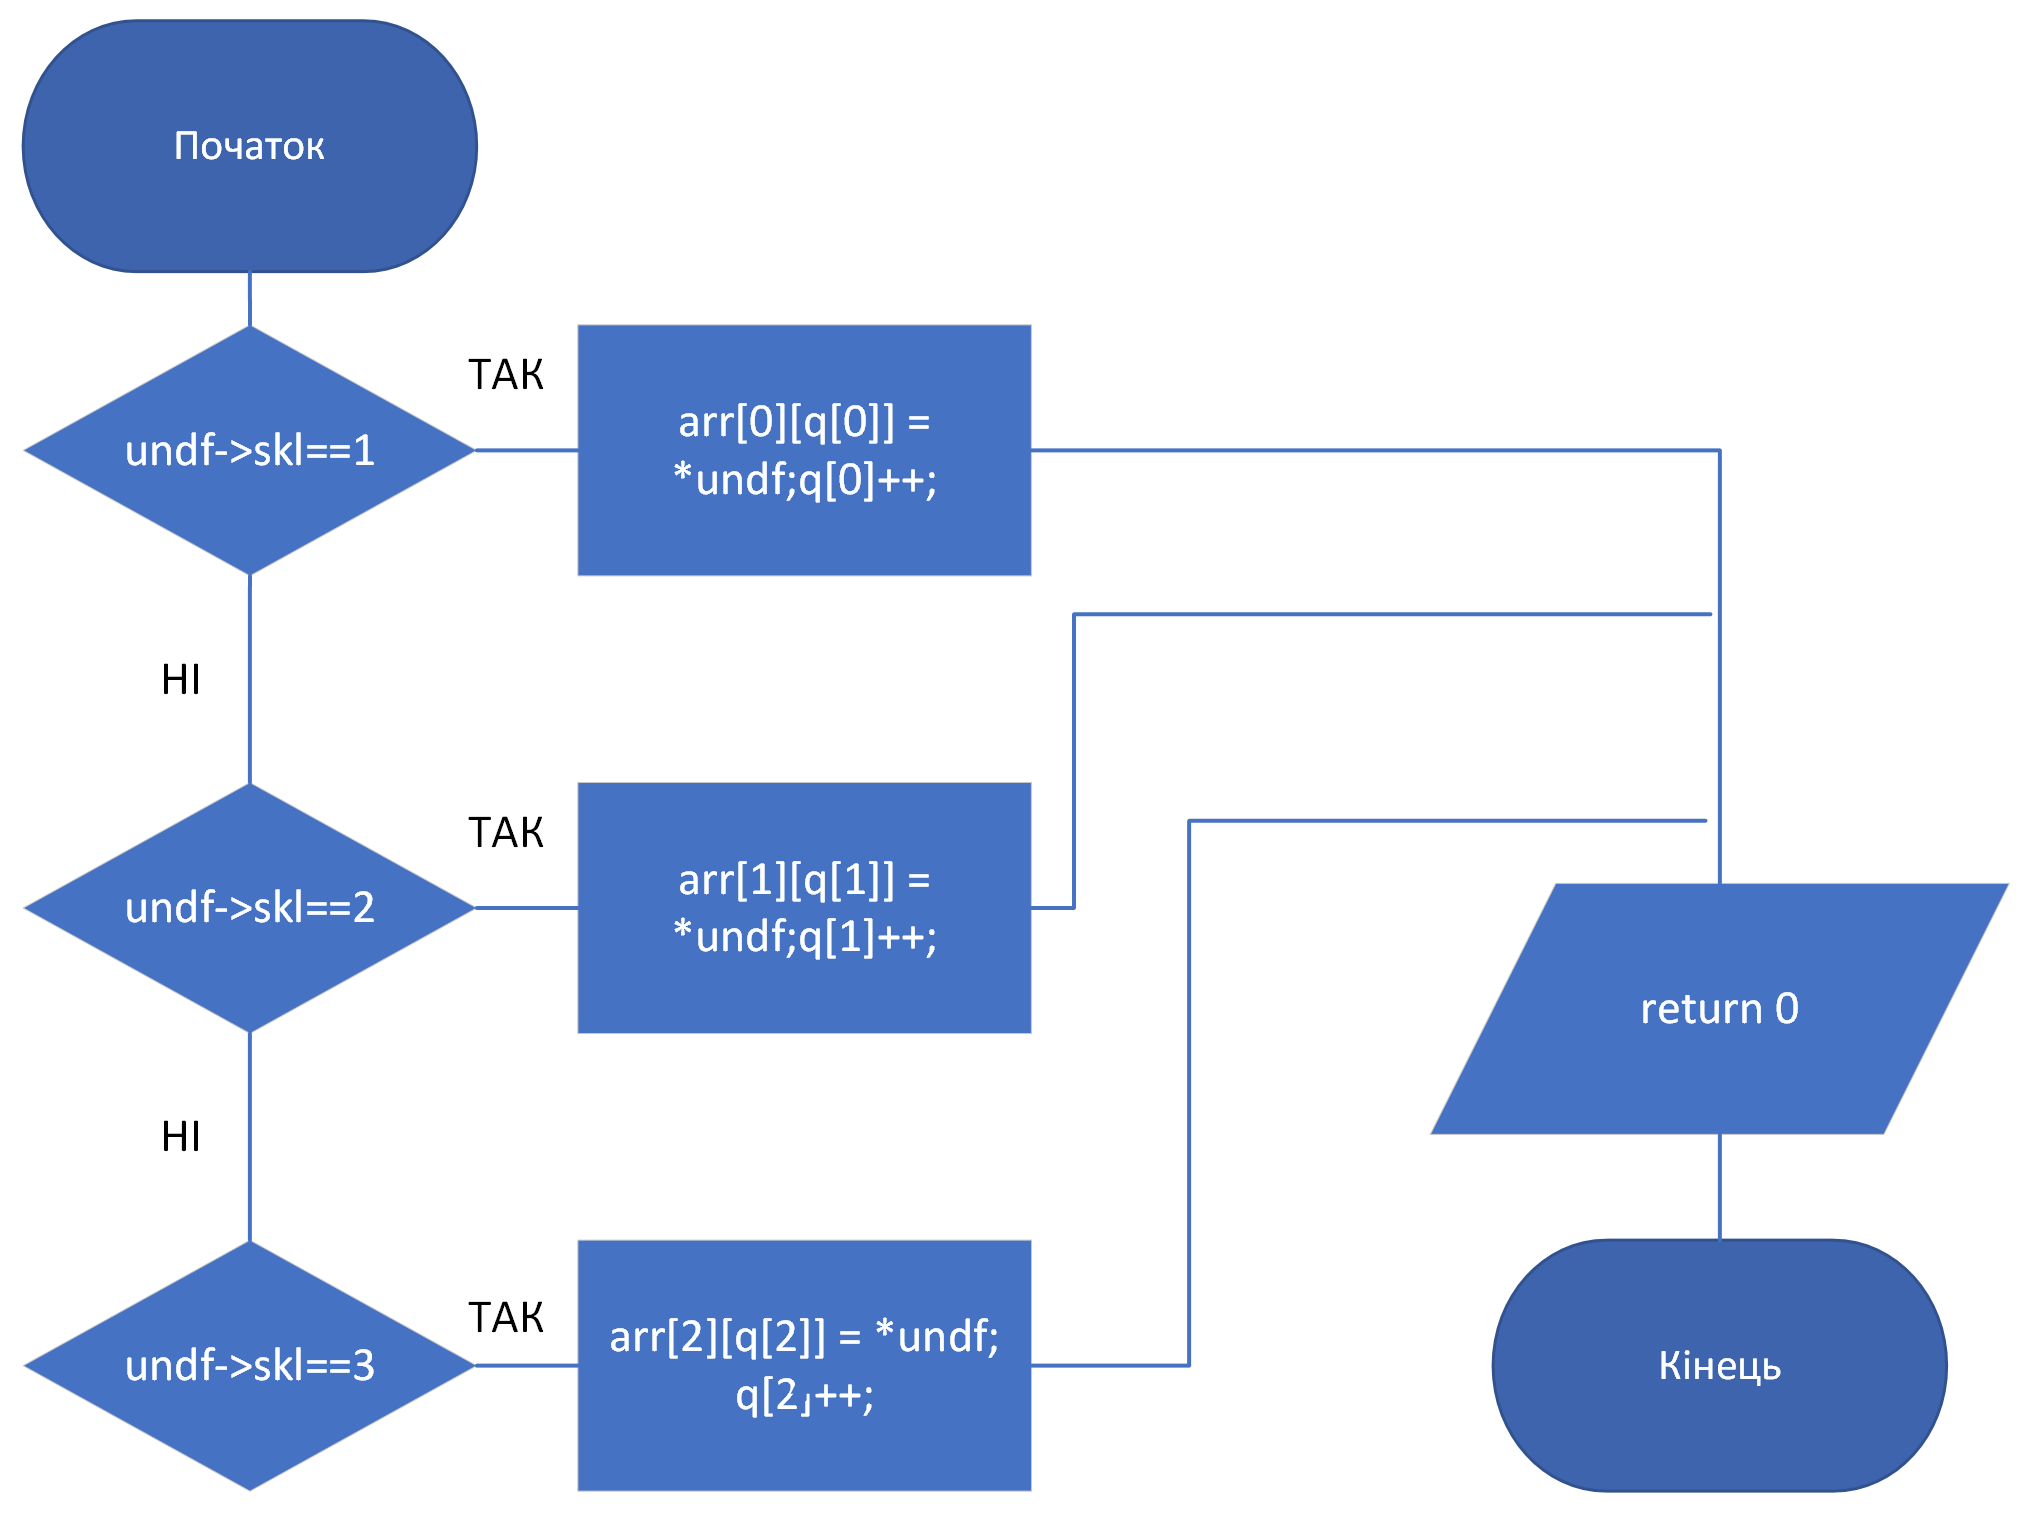 Початок
undf->skl==1
ТАК
arr[0][q[0]] =
*undf;q[0]++;
НІ
undf->skl==2
ТАК
arr[1][q[1]] =
*undf;q[1]++;
return 0
НІ
undf->skl==3
ТАК
arr[2][q[2]] = *undf;
q[2]++;
Кінець